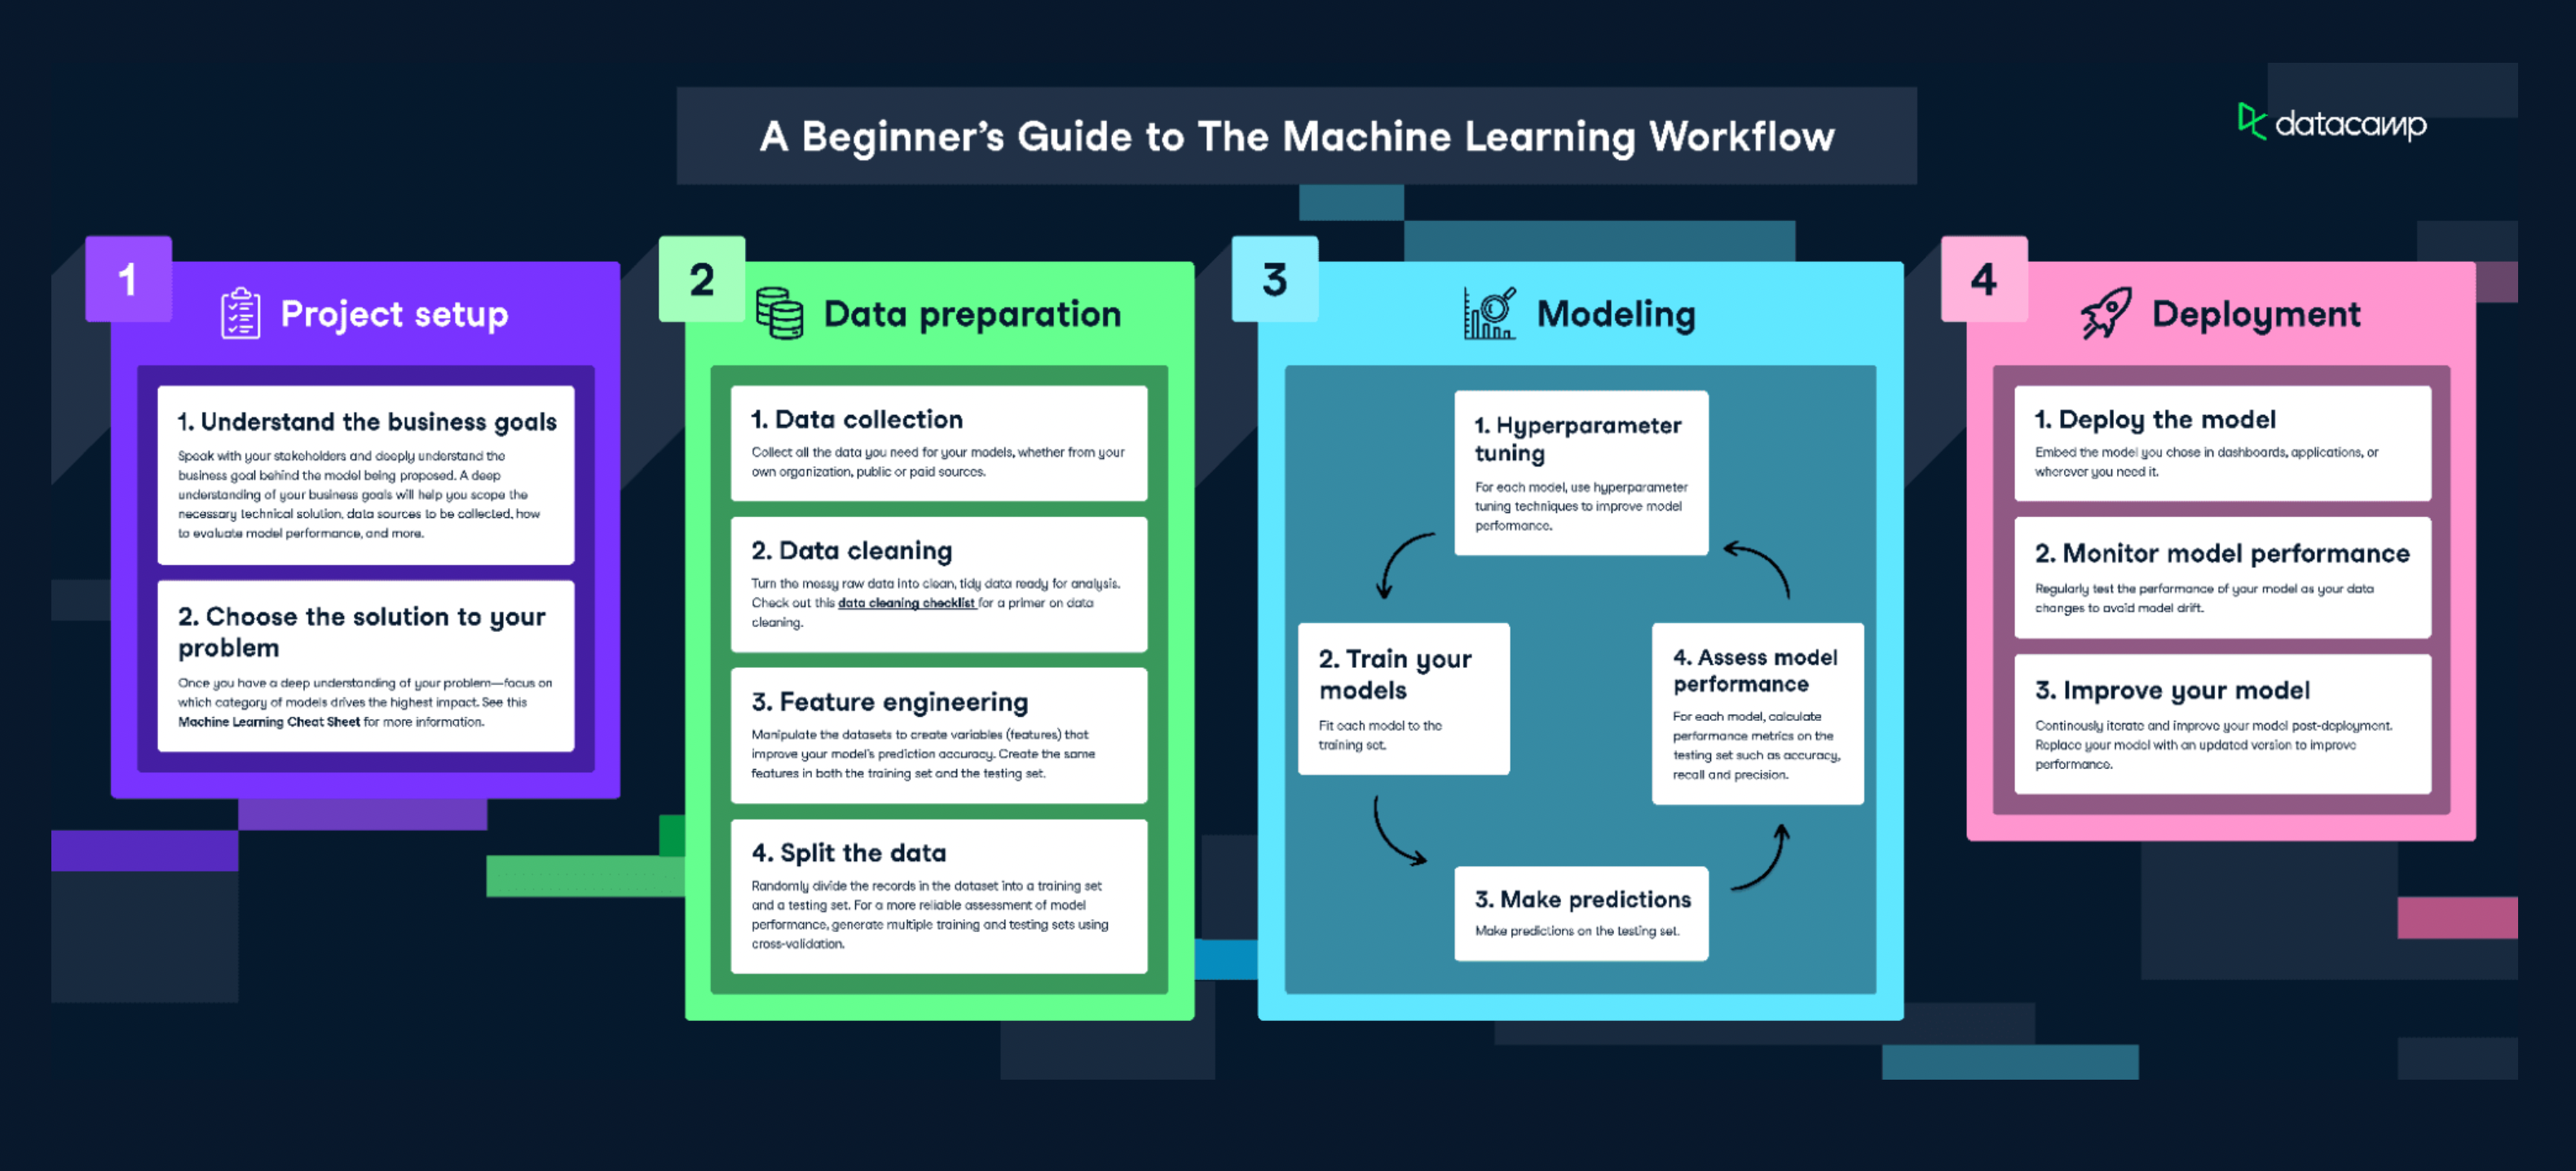 A Beginner's Guide to The Machine Learning Workflow
datacamp
1
Project setup
1. Understand the business goals
Speak with your stakeholders and deeply understand the
business goal behind the model being proposed. A deep
understanding of your business goals will help you scope the
necessary technical solution, data sources to be collected, how
to evaluate model performance, and more.
2. Choose the solution to your
problem
Once you have a deep understanding of your problem—focus on
which category of models drives the highest impact. See this
Machine Learning Cheat Sheet for more information.
2
Data preparation
1. Data collection
Collect all the data you need for your models, whether from your
own organization, public or paid sources.
2. Data cleaning
Turn the messy raw data into clean, tidy data ready for analysis.
Check out this data cleaning checklist for a primer on data
cleaning.
3. Feature engineering
Manipulate the datasets to create variables (features) that
improve your model's prediction accuracy. Create the same
features in both the training set and the testing set.
4. Split the data
Randomly divide the records in the dataset into a training set
and a testing set. For a more reliable assessment of model
performance, generate multiple training and testing sets using
cross-validation.
3
Modeling
1. Hyperparameter
tuning
For each model, use hyperparameter
tuning techniques to improve model
performance.
2. Train your
models
Fit each model to the
training set.
3. Make predictions
Make predictions on the testing set.
4. Assess model
performance
For each model, calculate
performance metrics on the
testing set such as accuracy,
recall and precision.
4
Deployment
1. Deploy the model
Embed the model you chose in dashboards, applications, or
wherever you need it.
2. Monitor model performance
Regularly test the performance of your model as your data
changes to avoid model drift.
3. Improve your model
Continously iterate and improve your model post-deployment.
Replace your model with an updated version to improve
performance.